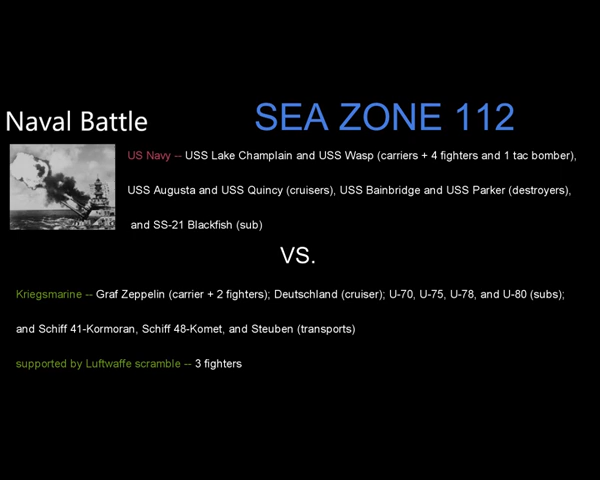 Naval Battle
SEA ZONE 112
US Navy -- USS Lake Champlain and USS Wasp (carriers + 4 fighters and 1 tac bomber),
USS Augusta and USS Quincy (cruisers), USS Bainbridge and USS Parker (destroyers),
and SS-21 Blackfish (sub)
VS.
Kriegsmarine -- Graf Zeppelin (carrier + 2 fighters); Deutschland (cruiser); U-70, U-75, U-78, and U-80 (subs);
and Schiff 41-Kormoran, Schiff 48-Komet, and Steuben (transports)
supported by Luftwaffe scramble -- 3 fighters